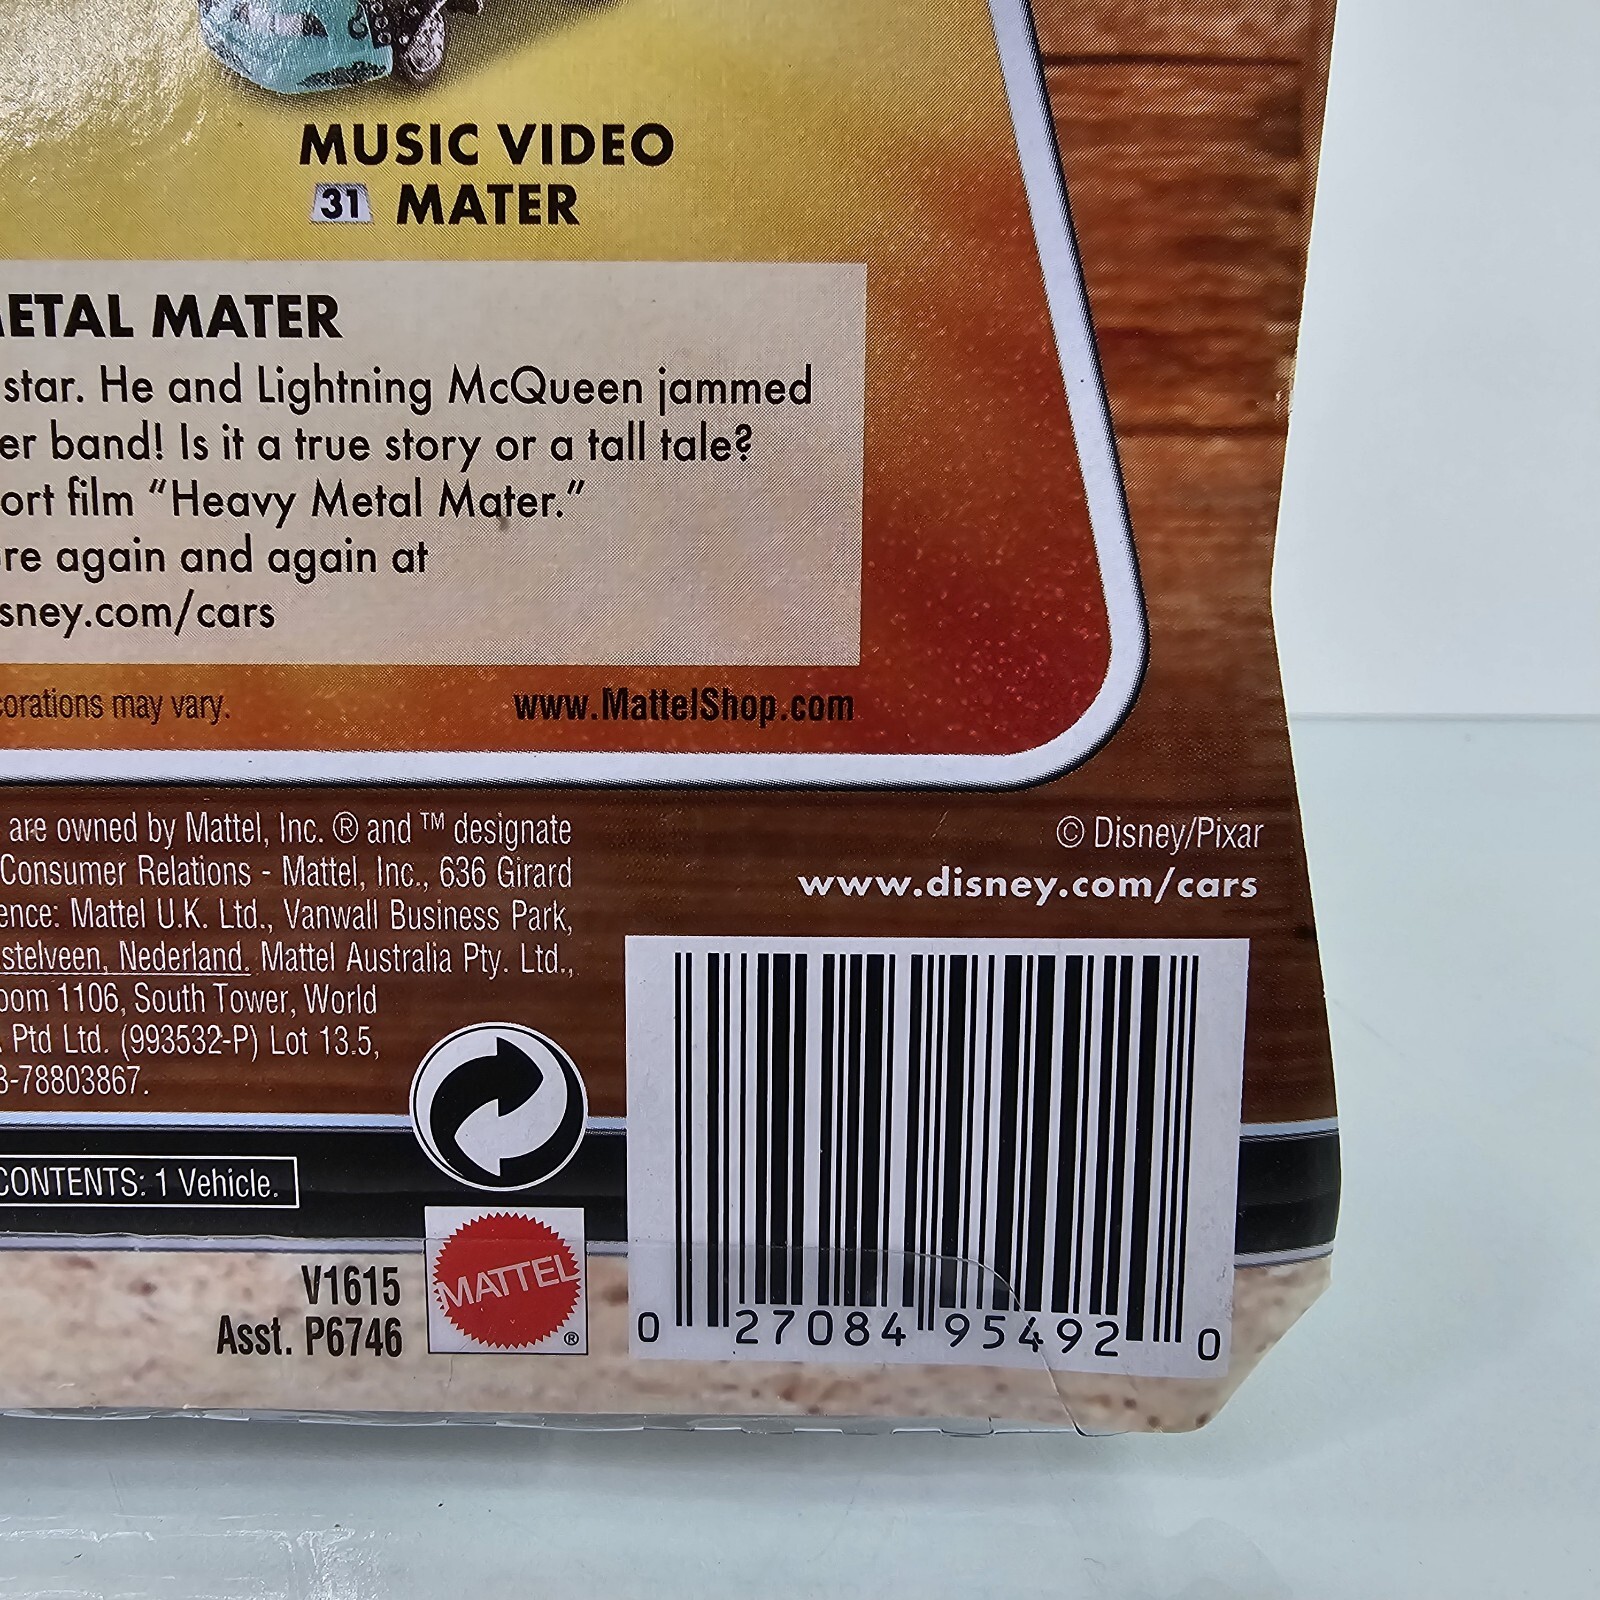 MUSIC VIDEO
31 MATER
ETAL MATER
star. He and Lightning McQueen jammed
er band! Is it a true story or a tall tale?
ort film “Heavy Metal Mater.”
re again and again at
sney.com/cars
corations may vary.
www.MattelShop.com
are owned by Mattel, Inc. ® and ™ designate
Consumer Relations - Mattel, Inc., 636 Girard
ence: Mattel U.K. Ltd., Vanwall Business Park,
stelveen, Nederland. Mattel Australia Pty. Ltd.,
oom 1106, South Tower, World
Ptd Ltd. (993532-P) Lot 13.5,
3-78803867.
© Disney/Pixar
www.disney.com/cars
CONTENTS: 1 Vehicle.
V1615
Asst. P6746
MATTEL
®
0 27084 95492 0